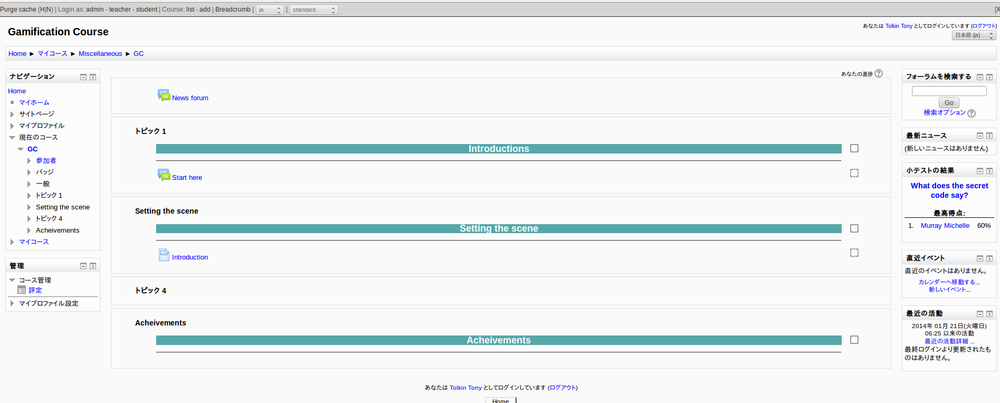 Purge cache (H|N) | Login as: admin - teacher - student | Course: list - add | Breadcrumb | ja | standard [X
Gamification Course
あなたは Tolkin Tony としてログインしています (ログアウト)
日本語 (ja)
Home ► マイコース ► Miscellaneous ► GC
ナビゲーション
Home
マイホーム
サイトページ
マイプロファイル
現在のコース
GC
参加者
バッジ
一般
トピック 1
Setting the scene
トピック 4
Acheivements
マイコース
管理
コース管理
評定
マイプロファイル設定
あなたの進捗
News forum
トピック 1
Introductions
Start here
Setting the scene
Setting the scene
Introduction
トピック 4
Acheivements
Acheivements
フォーラムを検索する
Go
検索オプション
最新ニュース
(新しいニュースはありません)
小テストの結果
What does the secret
code say?
最高得点:
1. Murray Michelle 60%
直近イベント
直近のイベントはありません。
カレンダーへ移動する...
新しいイベント...
最近の活動
2014年 01月 21日(火曜日)
06:25 以来の活動
最近の活動詳細 ...
最終ログインより更新されたも
のはありません。
あなたは Tolkin Tony としてログインしています (ログアウト)
Home